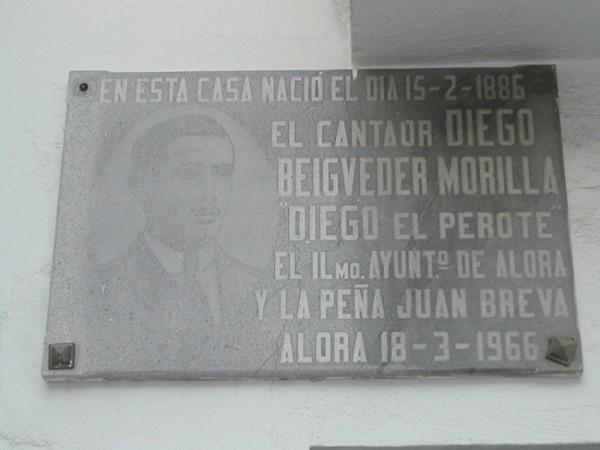 EN ESTA CASA NACIÓ EL DIA 15-2-1886
EL CANTAOR DIEGO
BEIGVEDER MORILLA
"DIEGO EL PEROTE"
EL ILMO. AYUNT.º DE ALORA
Y LA PEÑA JUAN BREVA
ALORA 18-3-1966